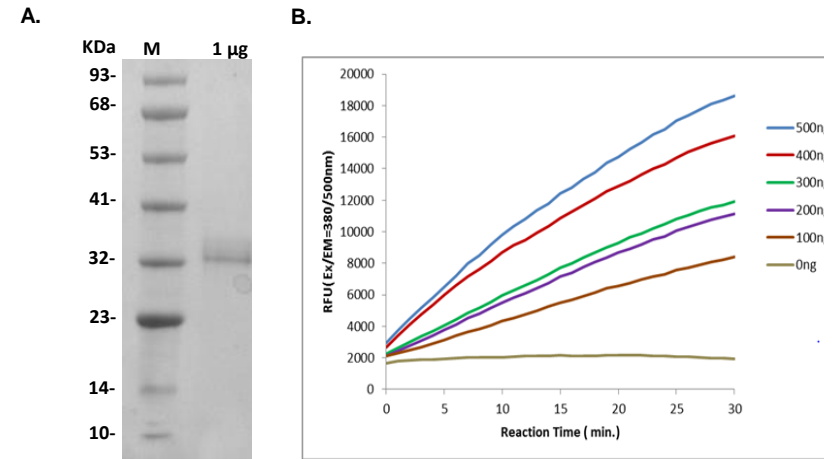 A.
B.
KDa M 1 µg
93-
68-
53-
41-
32-
23-
14-
10-
RFU( Ex/EM=380/500nm)
20000
18000
16000
14000
12000
10000
8000
6000
4000
2000
0
0 5 10 15 20 25 30
Reaction Time ( min.)
500n
400n
300n
200n
100n
0ng